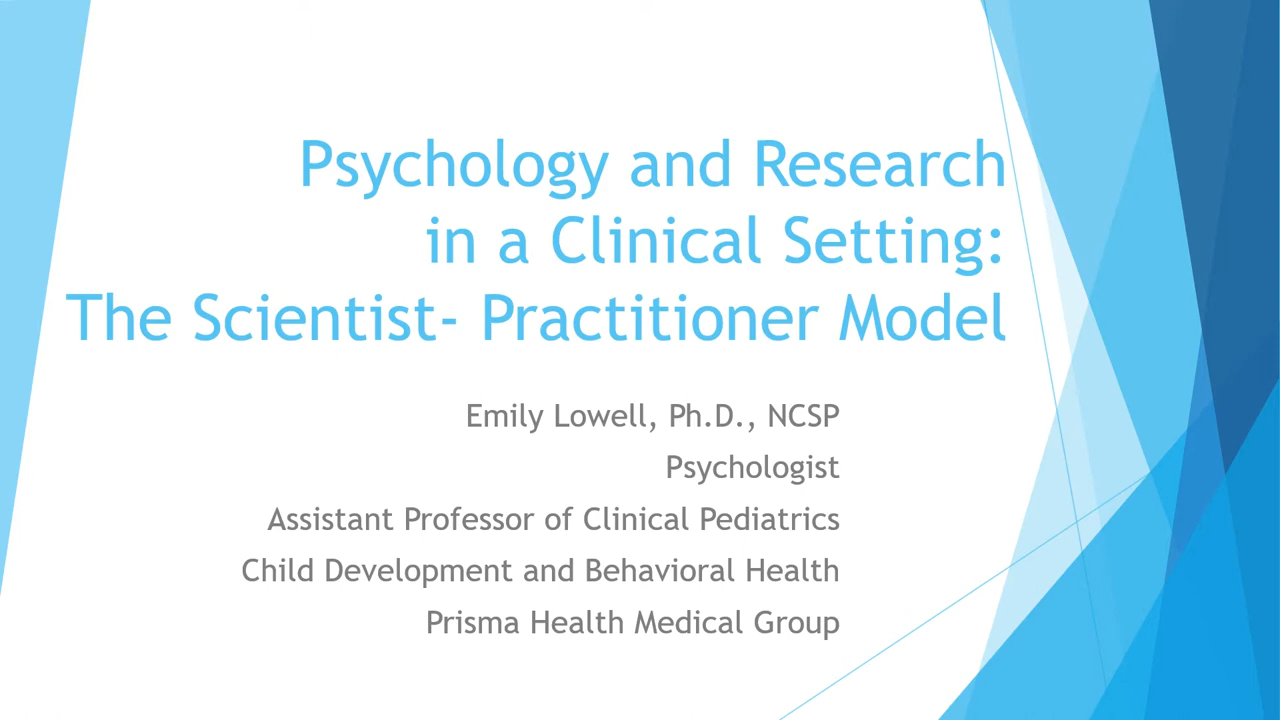 Psychology and Research
in a Clinical Setting:
The Scientist- Practitioner Model
Emily Lowell, Ph.D., NCSP
Psychologist
Assistant Professor of Clinical Pediatrics
Child Development and Behavioral Health
Prisma Health Medical Group